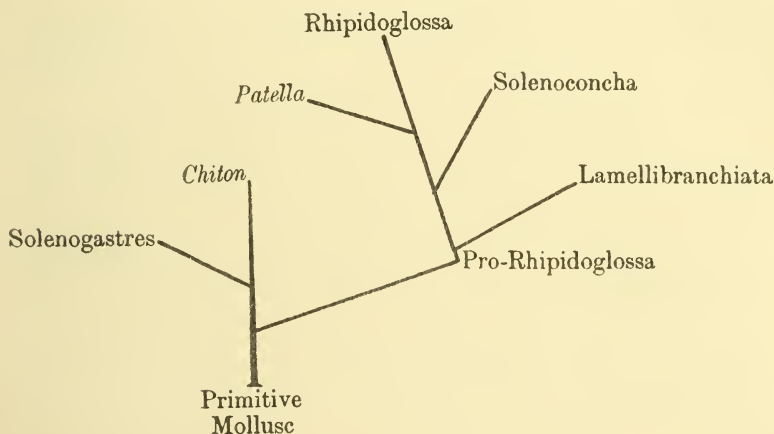 Rhipidoglossa
Patella
Solenoconcha
Chiton
Lamellibranchiata
Solenogastres
Pro-Rhipidoglossa
Primitive
Mollusc